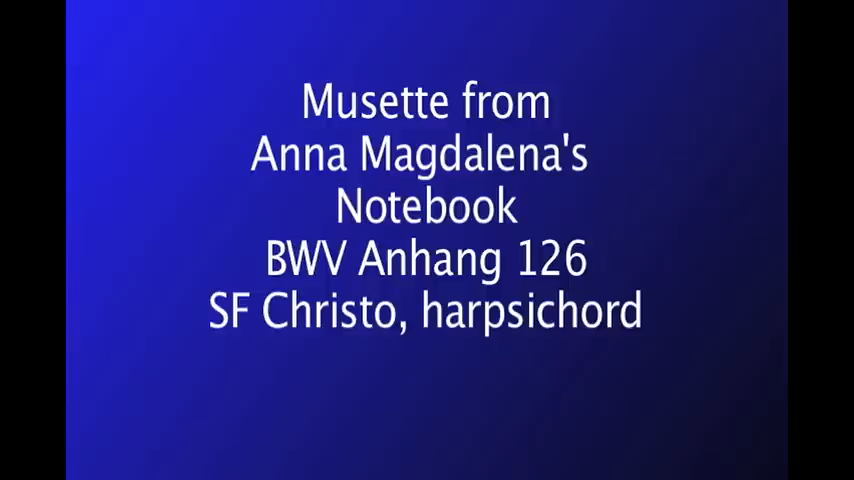 Musette from
Anna Magdalena's
Notebook
BWV Anhang 126
SF Christo, harpsichord